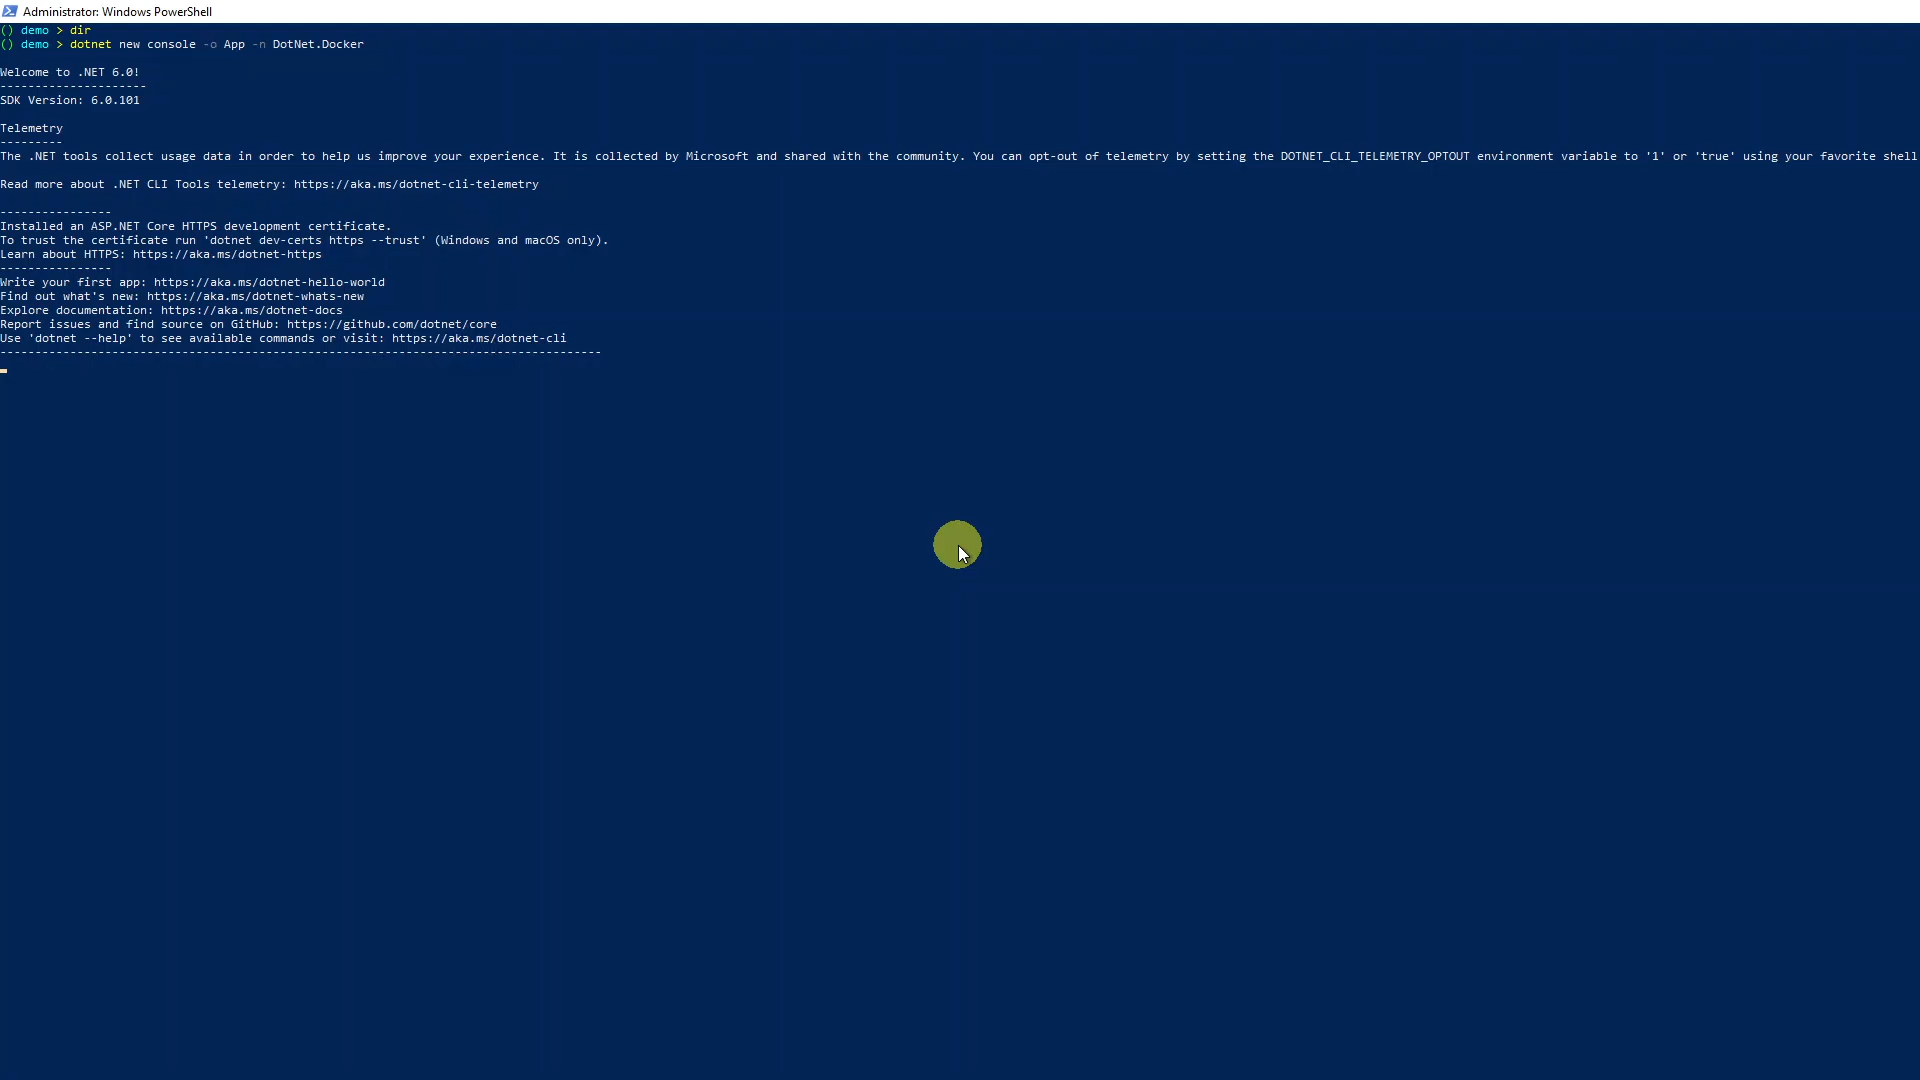 Administrator: Windows PowerShell
() demo > dir
() demo > dotnet new console -o App -n DotNet.Docker
Welcome to .NET 6.0!
---------------------
SDK Version: 6.0.101
Telemetry
---------
The .NET tools collect usage data in order to help us improve your experience. It is collected by Microsoft and shared with the community. You can opt-out of telemetry by setting the DOTNET_CLI_TELEMETRY_OPTOUT environment variable to '1' or 'true' using your favorite shell
Read more about .NET CLI Tools telemetry: https://aka.ms/dotnet-cli-telemetry
----------------
Installed an ASP.NET Core HTTPS development certificate.
To trust the certificate run 'dotnet dev-certs https --trust' (Windows and macOS only).
Learn about HTTPS: https://aka.ms/dotnet-https
----------------
Write your first app: https://aka.ms/dotnet-hello-world
Find out what's new: https://aka.ms/dotnet-whats-new
Explore documentation: https://aka.ms/dotnet-docs
Report issues and find source on GitHub: https://github.com/dotnet/core
Use 'dotnet --help' to see available commands or visit: https://aka.ms/dotnet-cli
--------------------------------------------------------------------------------------